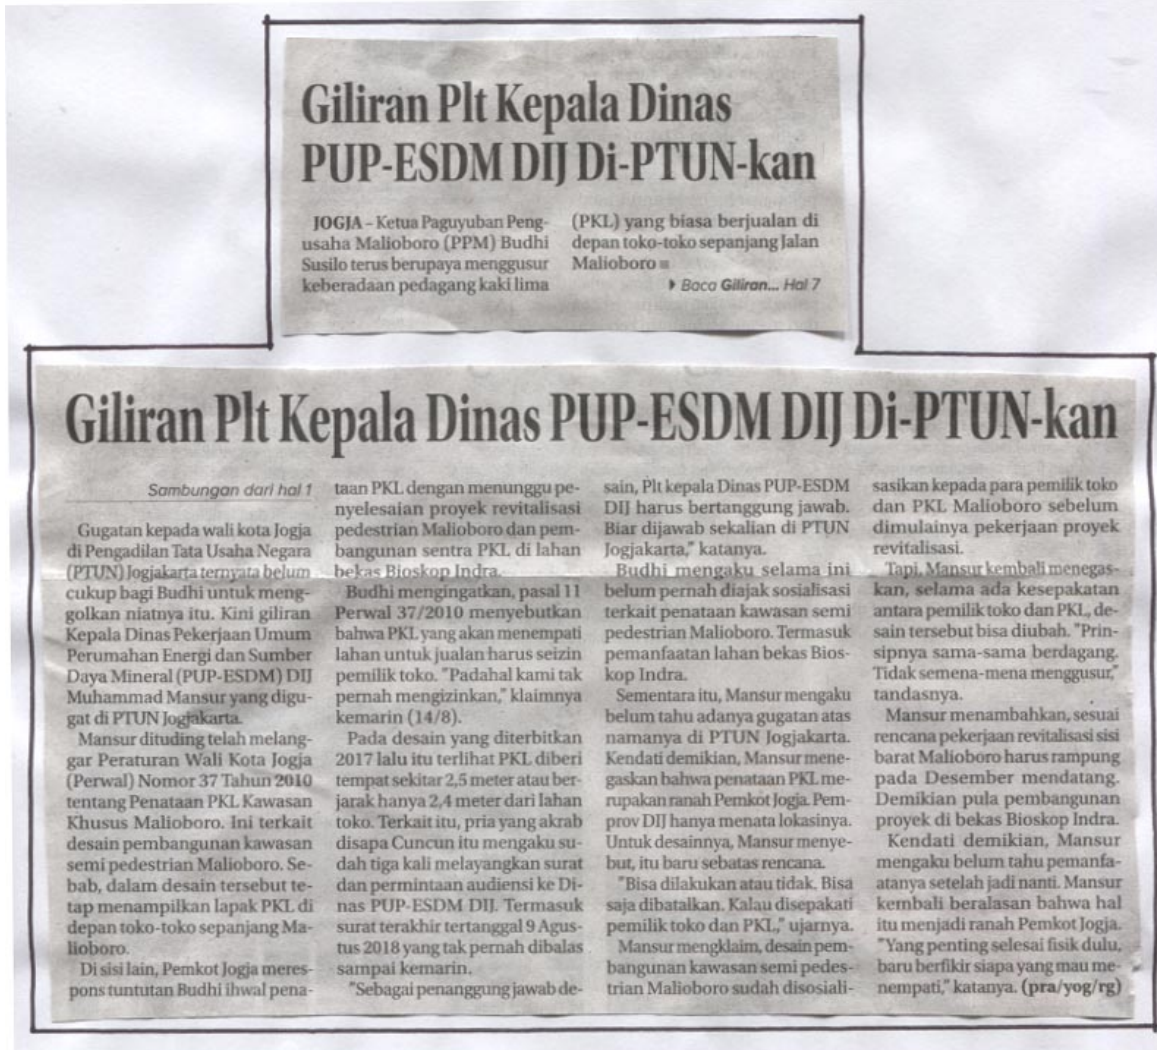 Giliran Plt Kepala Dinas
PUP-ESDM DIJ Di-PTUN-kan
JOGJA – Ketua Paguyuban Peng-
usaha Malioboro (PPM) Budhi
Susilo terus berupaya menggusur
keberadaan pedagang kaki lima
(PKL) yang biasa berjualan di
depan toko-toko sepanjang Jalan
Malioboro
Baca Giliran... Hal 7
Giliran Plt Kepala Dinas PUP-ESDM DIJ Di-PTUN-kan
Sambungan dari hal 1
Gugatan kepada wali kota Jogja
di Pengadilan Tata Usaha Negara
(PTUN) Jogjakarta ternyata belum
cukup bagi Budhi untuk meng-
golkan niatnya itu. Kini giliran
Kepala Dinas Pekerjaan Umum
Perumahan Energi dan Sumber
Daya Mineral (PUP-ESDM) DIJ
Muhammad Mansur yang digu-
gat di PTUN Jogjakarta.
Mansur dituding telah melang-
gar Peraturan Wali Kota Jogja
(Perwal) Nomor 37 Tahun 2010
tentang Penataan PKL Kawasan
Khusus Malioboro. Ini terkait
desain pembangunan kawasan
semi pedestrian Malioboro. Se-
bab, dalam desain tersebut te-
tap menampilkan lapak PKL di
depan toko-toko sepanjang Ma-
lioboro.
Di sisi lain, Pemkot Jogja meres-
pons tuntutan Budhi ihwal pena-
taan PKL dengan menunggu pe-
nyelesaian proyek revitalisasi
pedestrian Malioboro dan pem-
bangunan sentra PKL di lahan
bekas Bioskop Indra.
Budhi mengingatkan, pasal 11
Perwal 37/2010 menyebutkan
bahwa PKL yang akan menempati
lahan untuk jualan harus seizin
pemilik toko. "Padahal kami tak
pernah mengizinkan," klaimnya
kemarin (14/8).
Pada desain yang diterbitkan
2017 lalu itu terlihat PKL diberi
tempat sekitar 2,5 meter atau ber-
jarak hanya 2,4 meter dari lahan
toko. Terkait itu, pria yang akrab
disapa Cuncun itu mengaku su-
dah tiga kali melayangkan surat
dan permintaan audiensi ke Di-
nas PUP-ESDM DIJ. Termasuk
surat terakhir tertanggal 9 Agus-
tus 2018 yang tak pernah dibalas
sampai kemarin.
"Sebagai penanggung jawab de-
sain, Plt kepala Dinas PUP-ESDM
DIJ harus bertanggung jawab.
Biar dijawab sekalian di PTUN
Jogjakarta," katanya.
Budhi mengaku selama ini
belum pernah diajak sosialisasi
terkait penataan kawasan semi
pedestrian Malioboro. Termasuk
pemanfaatan lahan bekas Bios-
kop Indra.
Sementara itu, Mansur mengaku
belum tahu adanya gugatan atas
namanya di PTUN Jogjakarta.
Kendati demikian, Mansur mene-
gaskan bahwa penataan PKL me-
rupakan ranah Pemkot Jogja. Pem-
prov DIJ hanya menata lokasinya.
Untuk desainnya, Mansur menye-
but, itu baru sebatas rencana.
"Bisa dilakukan atau tidak. Bisa
saja dibatalkan. Kalau disepakati
pemilik toko dan PKL," ujarnya.
Mansur mengklaim, desain pem-
bangunan kawasan semi pedes-
trian Malioboro sudah disosiali-
sasikan kepada para pemilik toko
dan PKL Malioboro sebelum
dimulainya pekerjaan proyek
revitalisasi.
Tapi, Mansur kembali menegas-
kan, selama ada kesepakatan
antara pemilik toko dan PKL, de-
sain tersebut bisa diubah. "Prin-
sipnya sama-sama berdagang.
Tidak semena-mena menggusur,"
tandasnya.
Mansur menambahkan, sesuai
rencana pekerjaan revitalisasi sisi
barat Malioboro harus rampung
pada Desember mendatang.
Demikian pula pembangunan
proyek di bekas Bioskop Indra.
Kendati demikian, Mansur
mengaku belum tahu pemanfa-
atanya setelah jadi nanti. Mansur
kembali beralasan bahwa hal
itu menjadi ranah Pemkot Jogja.
"Yang penting selesai fisik dulu,
baru berfikir siapa yang mau me-
nempati," katanya. (pra/yog/rg)